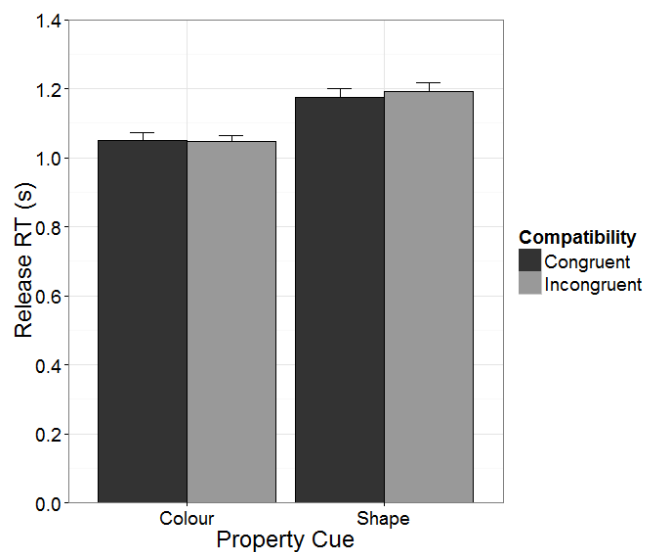 1.4
1.2
1.0
0.8
0.6
0.4
0.2
0.0
Release RT (s)
Colour Shape
Property Cue
Compatibility
Congruent
Incongruent